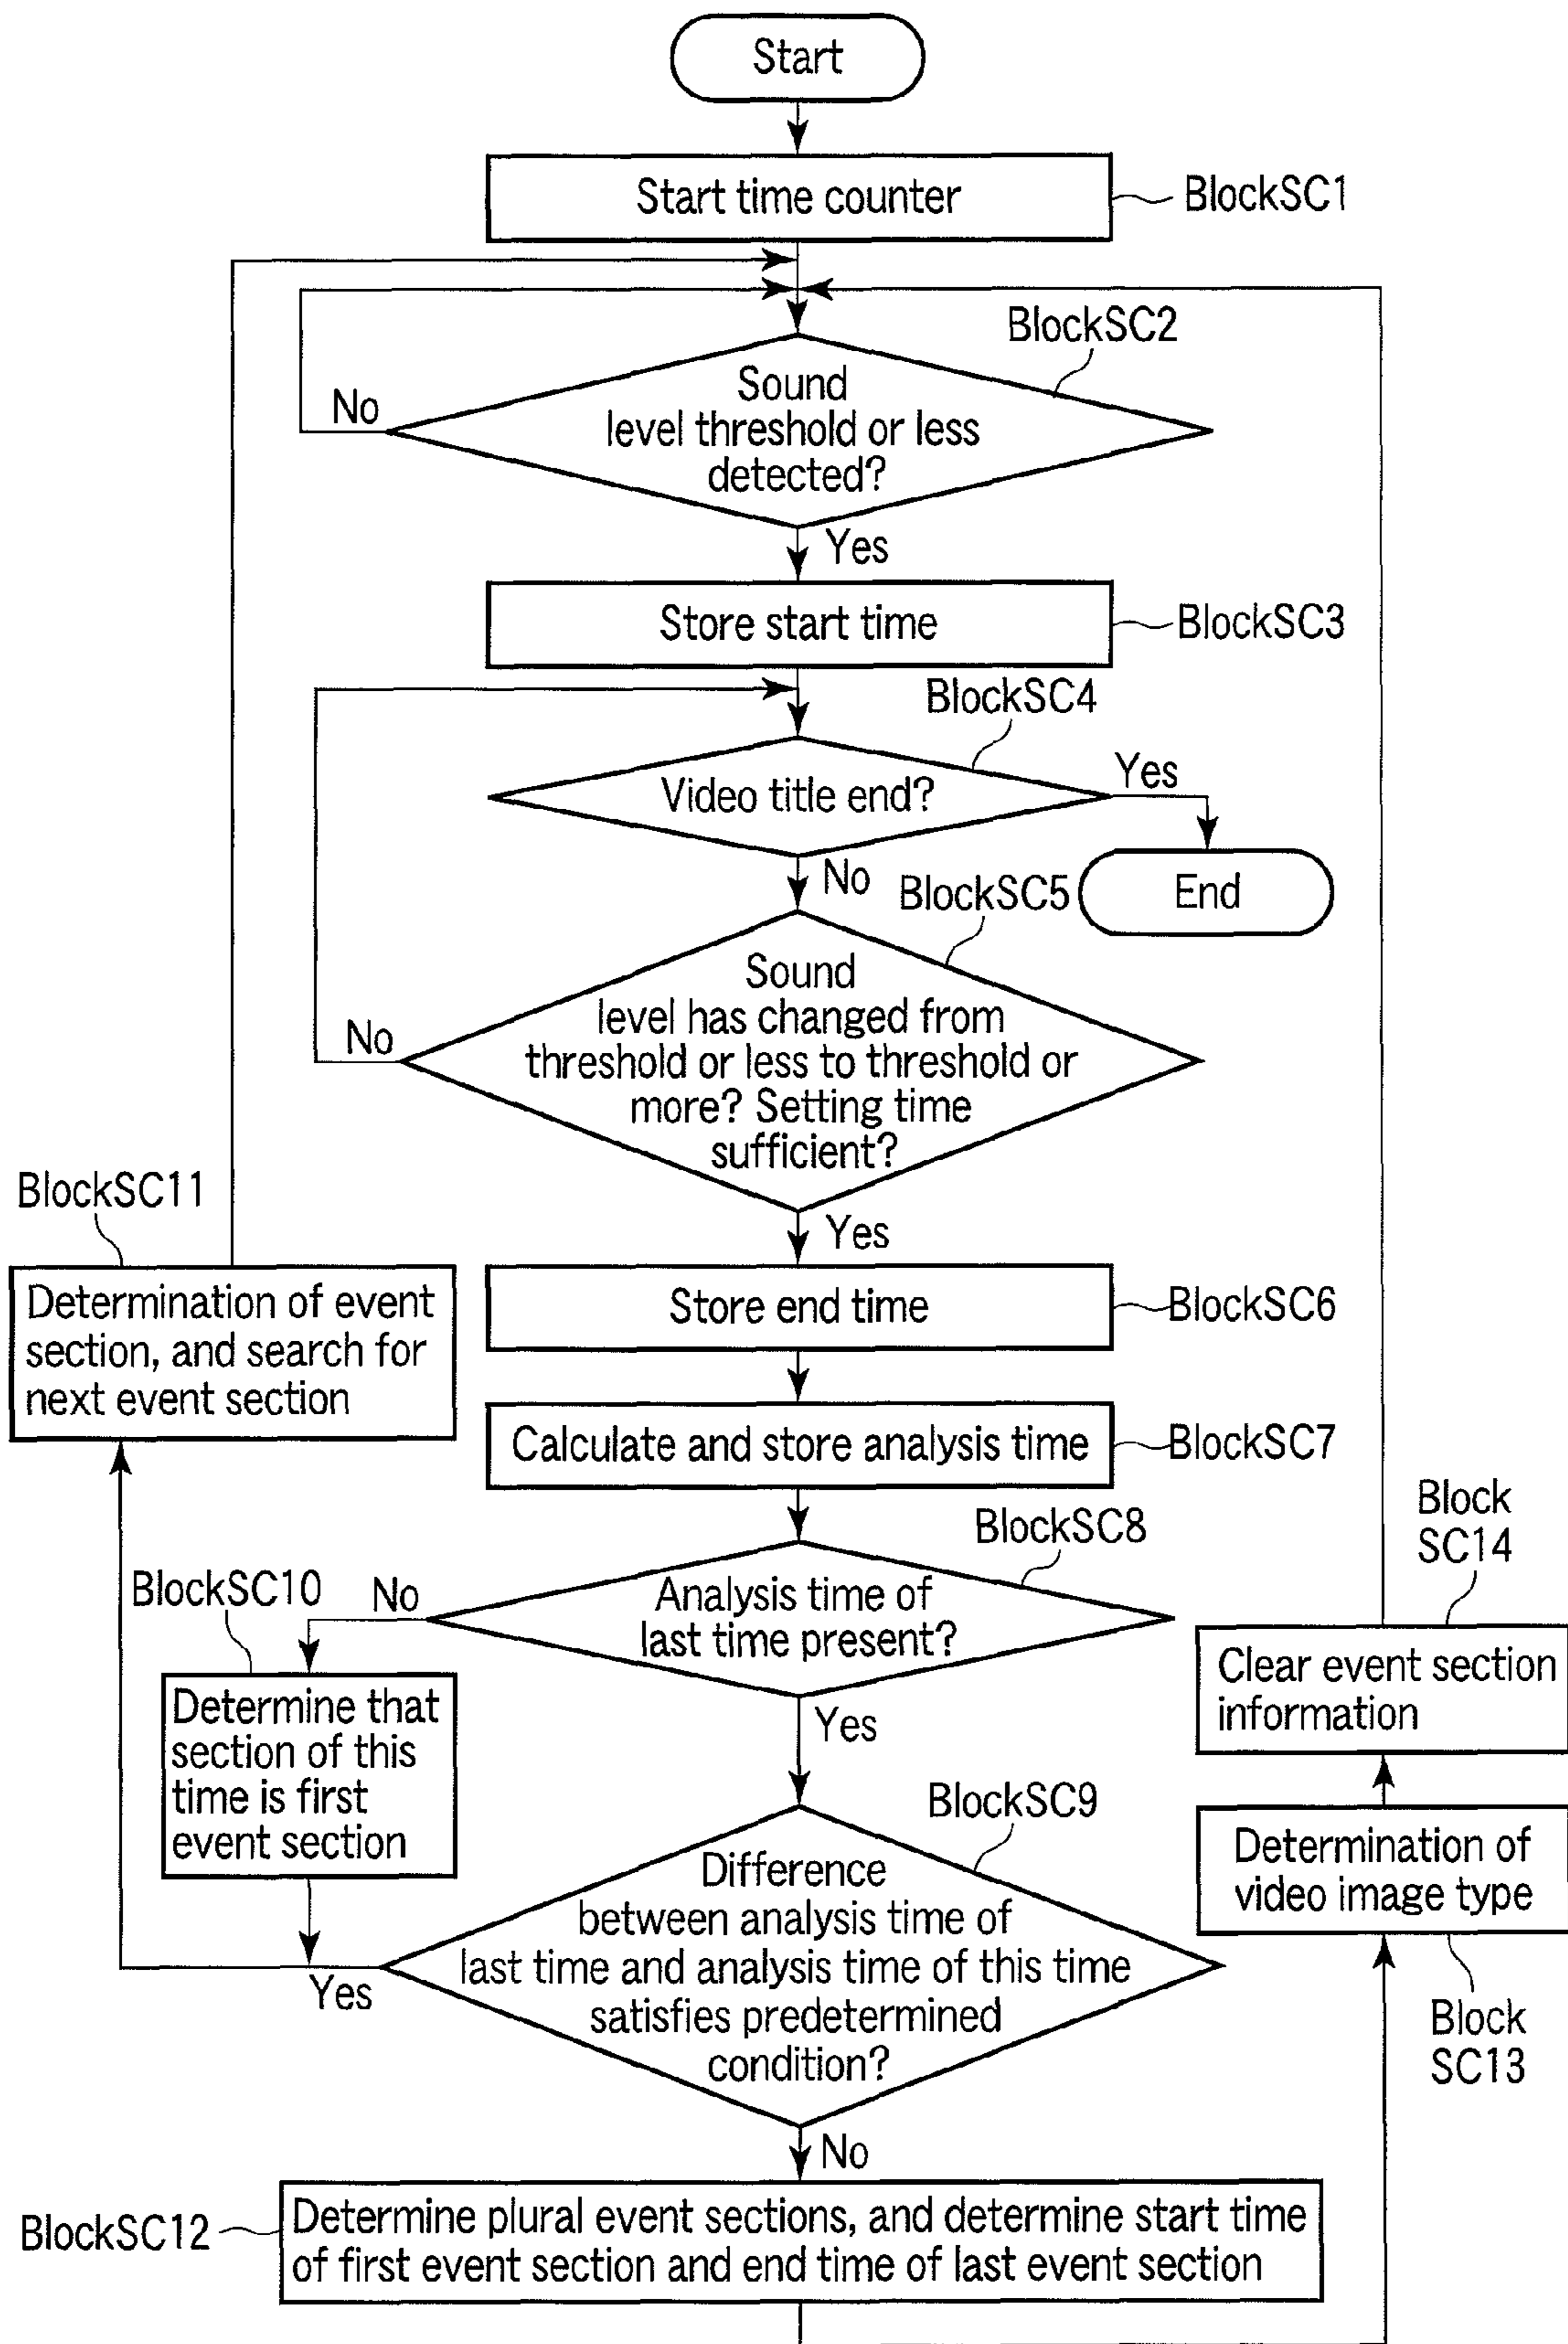 Start
Start time counter
BlockSC1
BlockSC2
Sound
level threshold or less
detected?
No
Yes
Store start time
BlockSC3
BlockSC4
Video title end?
Yes
End
No
BlockSC5
Sound
level has changed from
threshold or less to threshold or
more? Setting time
sufficient?
No
Yes
BlockSC11
Determination of event
section, and search for
next event section
Store end time
BlockSC6
Calculate and store analysis time
BlockSC7
BlockSC8
Analysis time of
last time present?
No
Yes
BlockSC10
Determine that
section of this
time is first
event section
Block
SC14
Clear event section
information
BlockSC9
Difference
between analysis time of
last time and analysis time of this time
satisfies predetermined
condition?
Yes
No
Determination of
video image type
Block
SC13
BlockSC12
Determine plural event sections, and determine start time
of first event section and end time of last event section